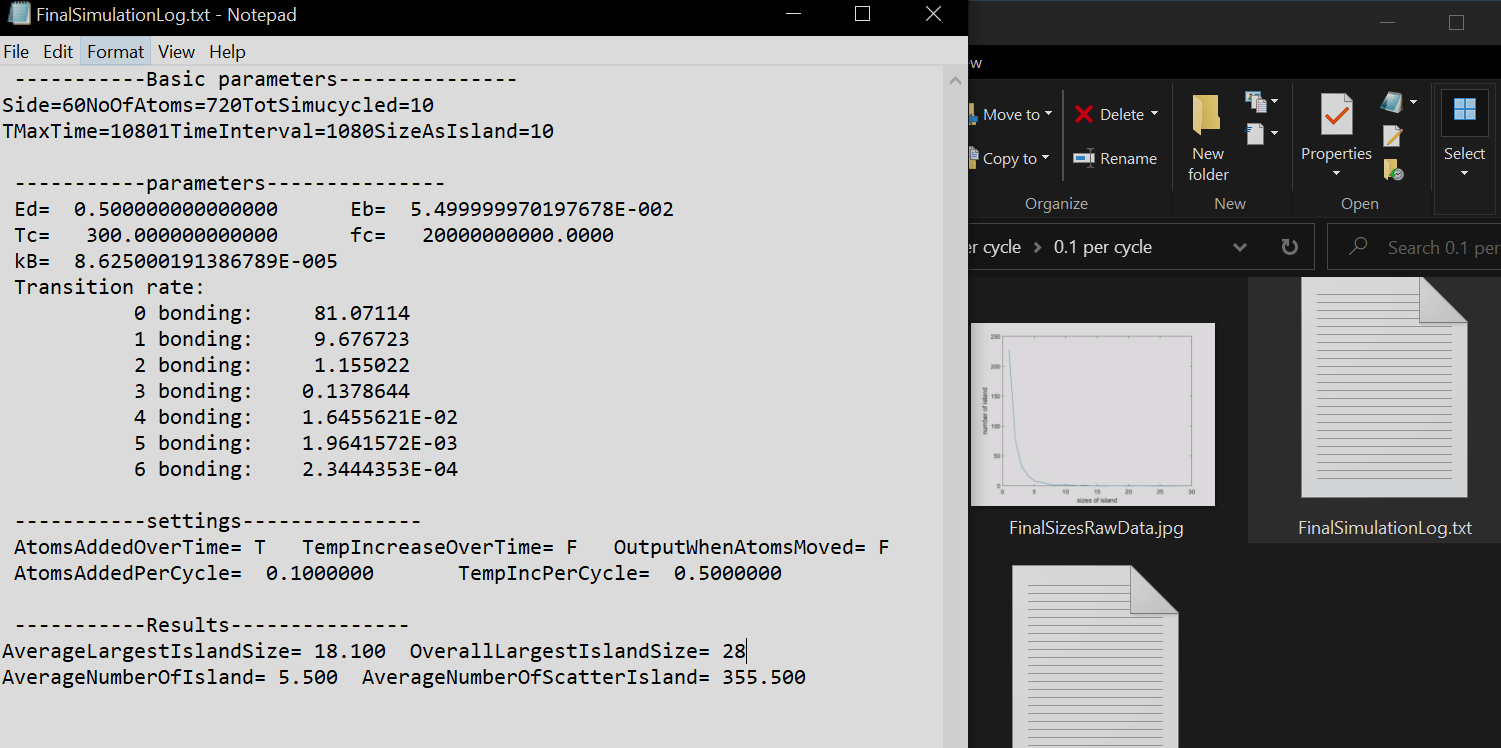 FinalSimulationLog.txt - Notepad
File Edit Format View Help
-----------Basic parameters---------------
Side=60NoOfAtoms=720TotSimucycled=10
TMaxTime=10801TimeInterval=1080SizeAsIsland=10
-----------parameters---------------
Ed= 0.500000000000000 Eb= 5.499999970197678E-002
Tc= 300.000000000000 fc= 20000000000.0000
kB= 8.625000191386789E-005
Transition rate:
0 bonding: 81.07114
1 bonding: 9.676723
2 bonding: 1.155022
3 bonding: 0.1378644
4 bonding: 1.6455621E-02
5 bonding: 1.9641572E-03
6 bonding: 2.3444353E-04
-----------settings---------------
AtomsAddedOverTime= T TempIncreaseOverTime= F OutputWhenAtomsMoved= F
AtomsAddedPerCycle= 0.1000000 TempIncPerCycle= 0.5000000
-----------Results---------------
AverageLargestIslandSize= 18.100 OverallLargestIslandSize= 28
AverageNumberOfIsland= 5.500 AverageNumberOfScatterIsland= 355.500
ew
Move to Delete
Copy to Rename
New folder
Properties
Select
Organize New Open
er cycle > 0.1 per cycle
Search 0.1 per
250
200
150
100
50
0
number of island
0 5 10 15 20 25 30
sizes of island
FinalSizesRawData.jpg
FinalSimulationLog.txt